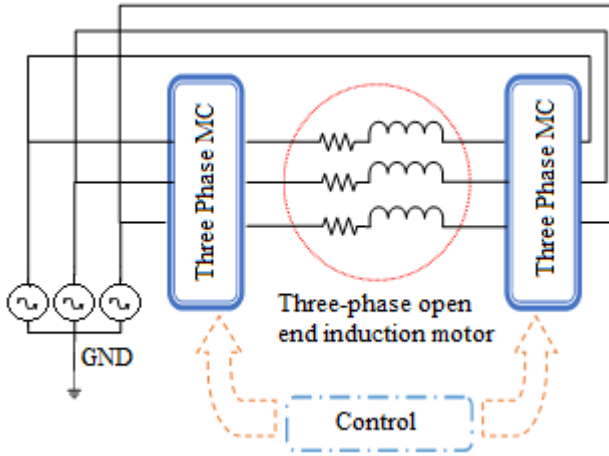 Three Phase MC
Three Phase MC
Three-phase open
end induction motor
GND
Control